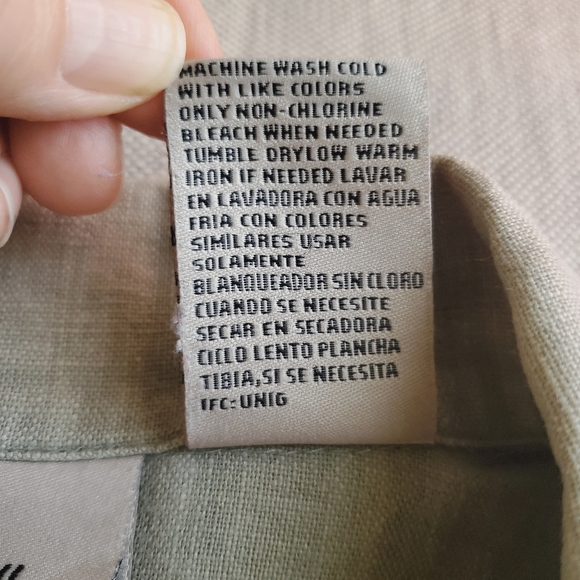 MACHINE WASH COLD
WITH LIKE COLORS
ONLY NON-CHLORINE
BLEACH WHEN NEEDED
TUMBLE DRYLOW WARM
IRON IF NEEDED LAVAR
EN LAVADORA CON AGUA
FRIA CON COLORES
SIMILARES USAR
SOLAMENTE
BLANQUEADOR SIN CLORO
CUANDO SE NECESITE
SECAR EN SECADORA
CICLO LENTO PLANCHA
TIBIA, SI SE NECESITA
IFC: UNIG